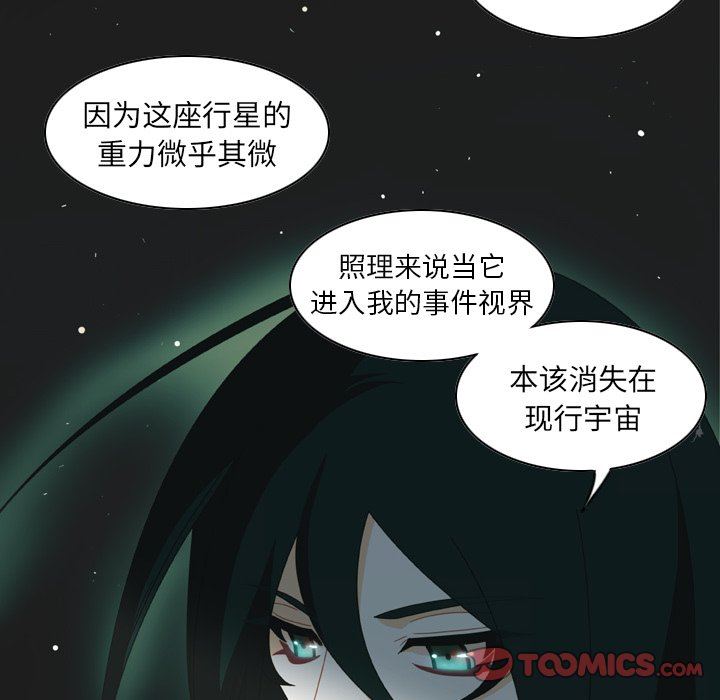 因为这座行星的
重力微乎其微
照理来说当它
进入我的事件视界
本该消失在
现行宇宙
TOOMICS.COM